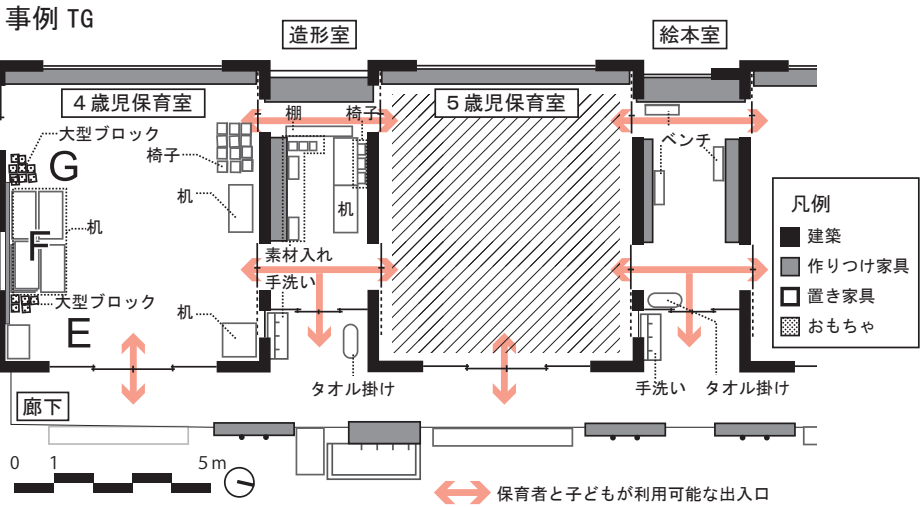 事例 TG
造形室
絵本室
4歳児保育室
5歳児保育室
大型ブロック
G
椅子
棚
椅子
ベンチ
机
机
F
机
机
素材入れ
手洗い
大型ブロック
E
机
タオル掛け
手洗い
タオル掛け
廊下
凡例
建築
作りつけ家具
置き家具
おもちゃ
0 1 5m
保育者と子どもが利用可能な出入口